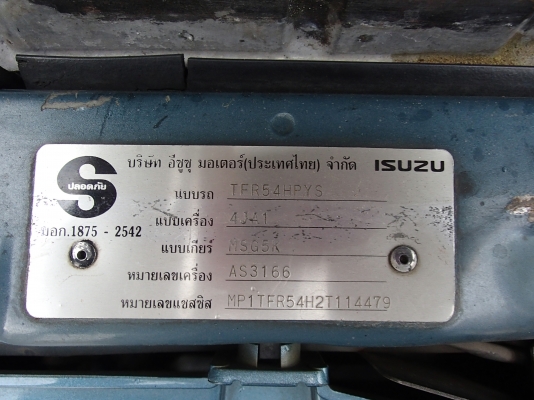 บริษัท อีซูซุ มอเตอร์(ประเทศไทย) จำกัด ISUZU
S ปลอดภัย
แบบรถ TFR54HPYS
แบบเครื่อง 4JA1
มอก.1875 - 2542
แบบเกียร์ MSG5K
หมายเลขเครื่อง AS3166
หมายเลขแชสซิส MP1TFR54H2T114479